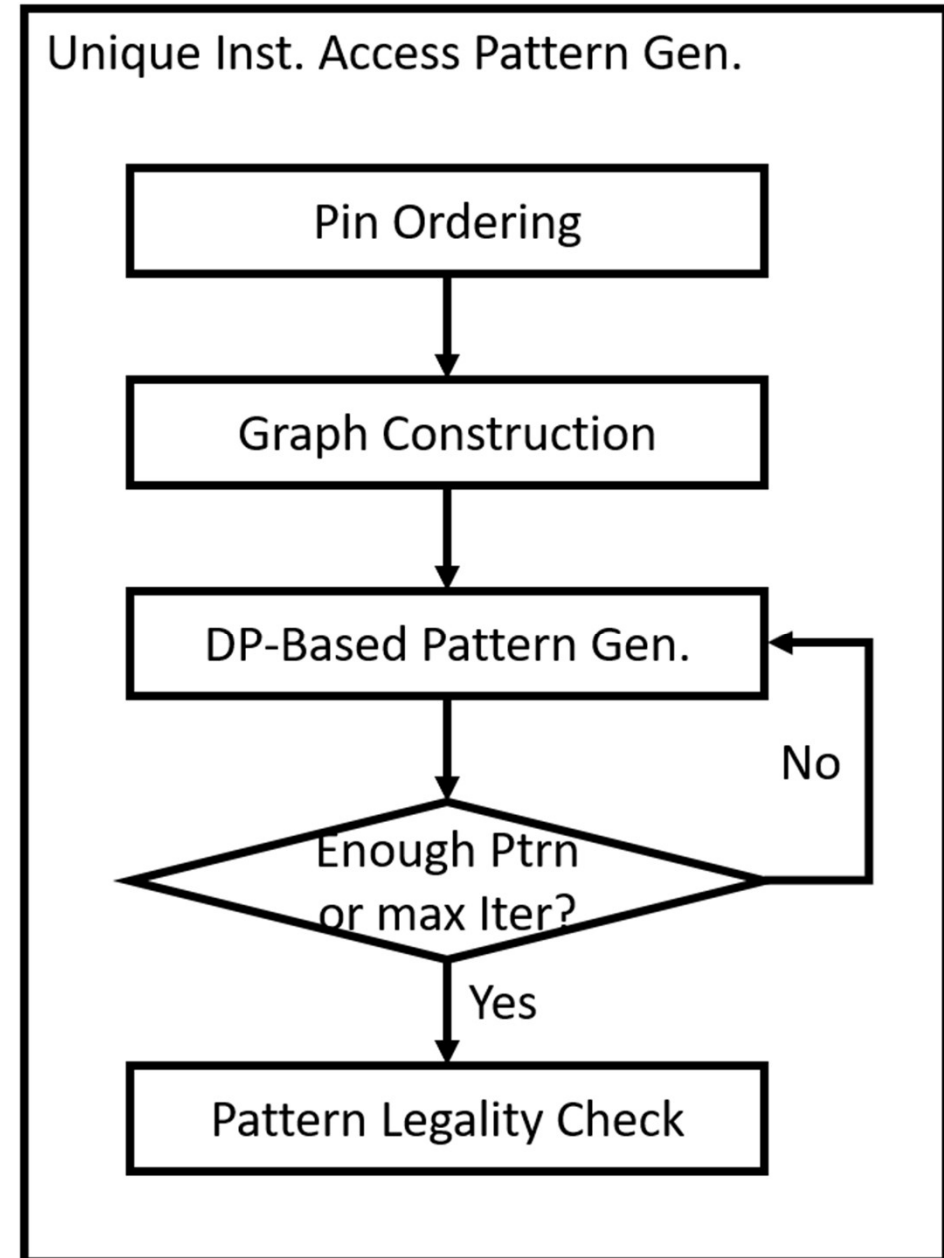 Unique Inst. Access Pattern Gen.
Pin Ordering
Graph Construction
DP-Based Pattern Gen.
No
Enough Ptrn
or max Iter?
Yes
Pattern Legality Check